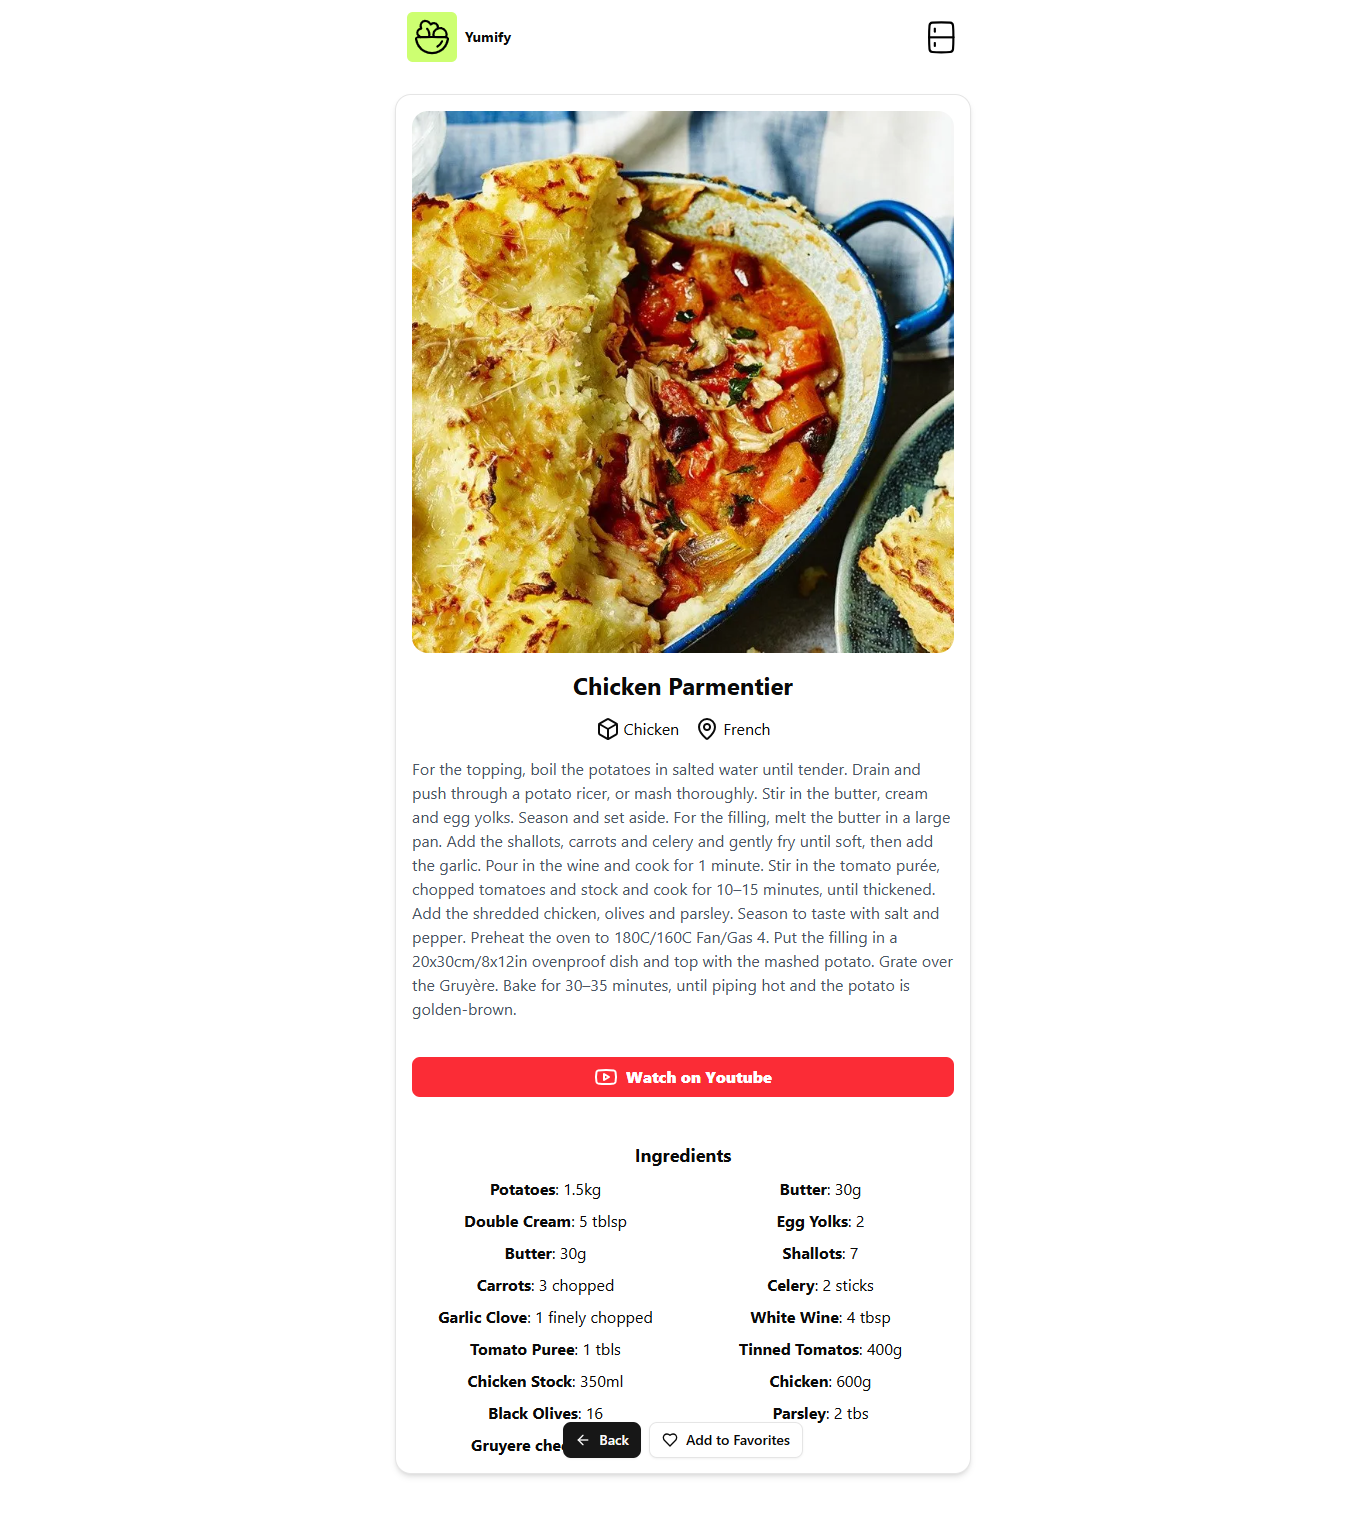 Yumify
Chicken Parmentier
Chicken French
For the topping, boil the potatoes in salted water until tender. Drain and
push through a potato ricer, or mash thoroughly. Stir in the butter, cream
and egg yolks. Season and set aside. For the filling, melt the butter in a large
pan. Add the shallots, carrots and celery and gently fry until soft, then add
the garlic. Pour in the wine and cook for 1 minute. Stir in the tomato purée,
chopped tomatoes and stock and cook for 10–15 minutes, until thickened.
Add the shredded chicken, olives and parsley. Season to taste with salt and
pepper. Preheat the oven to 180C/160C Fan/Gas 4. Put the filling in a
20x30cm/8x12in ovenproof dish and top with the mashed potato. Grate over
the Gruyère. Bake for 30–35 minutes, until piping hot and the potato is
golden-brown.
Watch on Youtube
Ingredients
Potatoes: 1.5kg Butter: 30g
Double Cream: 5 tblsp Egg Yolks: 2
Butter: 30g Shallots: 7
Carrots: 3 chopped Celery: 2 sticks
Garlic Clove: 1 finely chopped White Wine: 4 tbsp
Tomato Puree: 1 tbls Tinned Tomatos: 400g
Chicken Stock: 350ml Chicken: 600g
Black Olives: 16 Parsley: 2 tbs
Gruyere
Back Add to Favorites